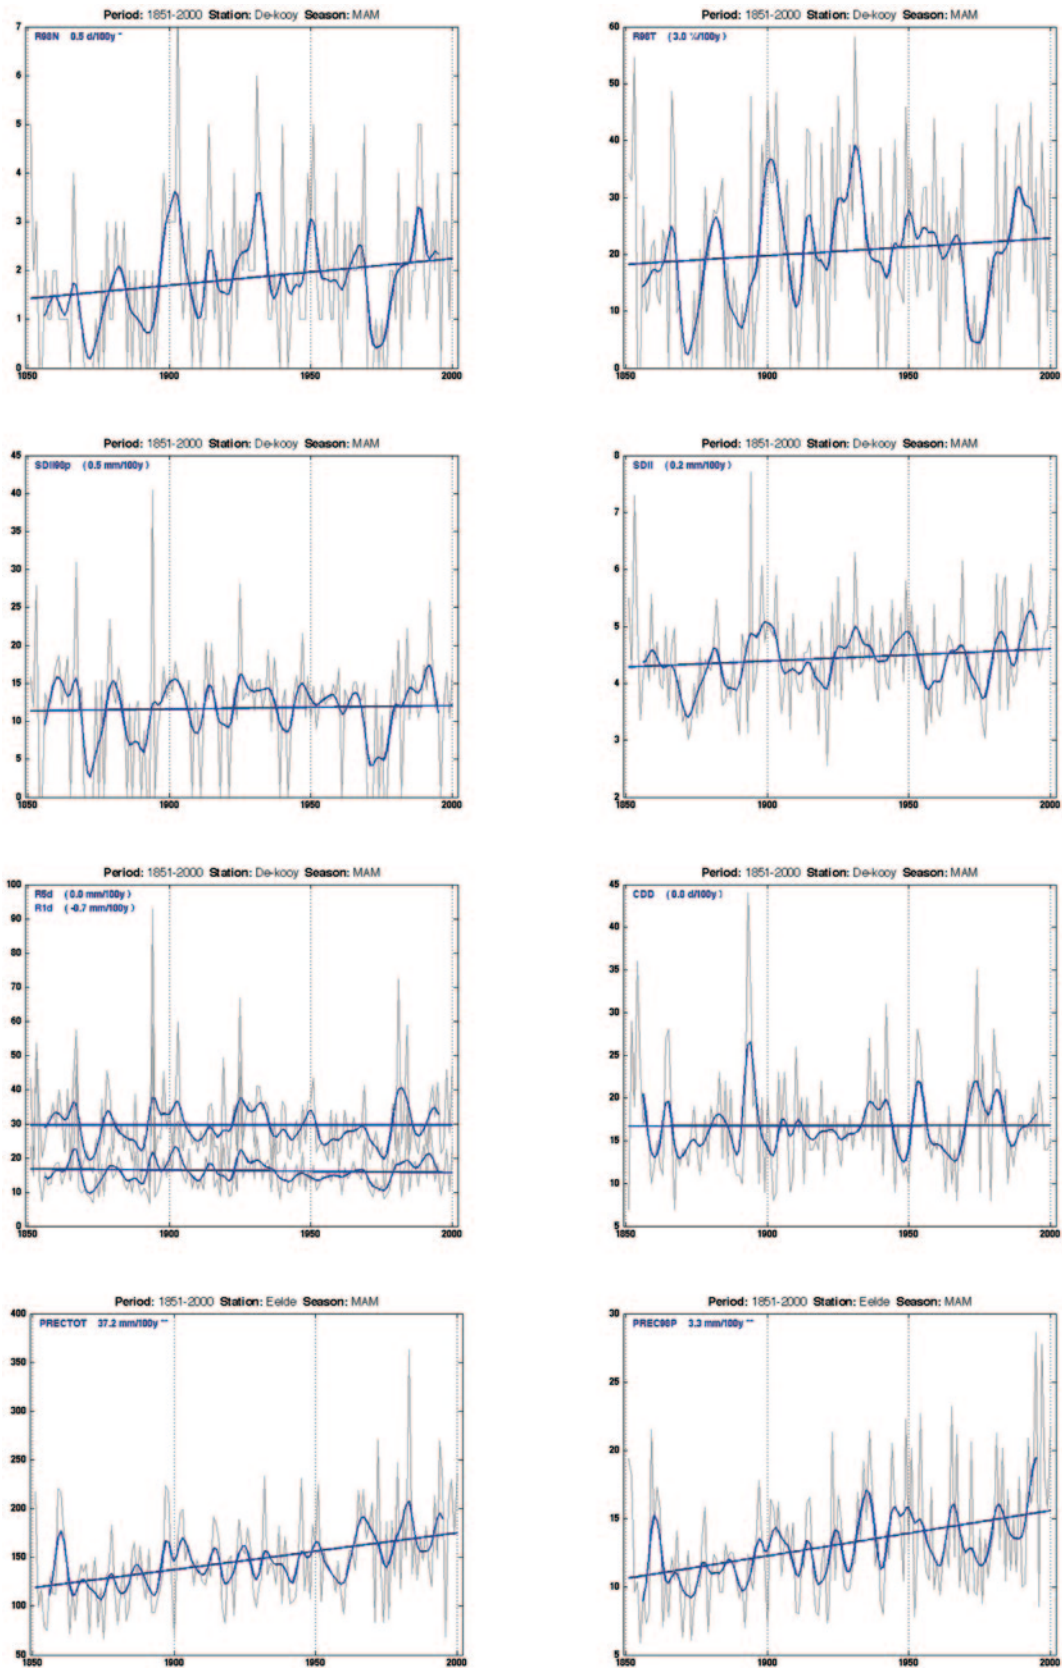 Period: 1851-2000 Station: De-kooy Season: MAM
R98N 0.5 d/100y *
7
6
5
4
3
2
1
0
1850 1900 1950 2000
Period: 1851-2000 Station: De-kooy Season: MAM
(3.0 %/100y)
60
50
40
30
20
10
0
1850 1900 1950 2000
Period: 1851-2000 Station: De-kooy Season: MAM
SDII98p (0.5 mm/100y)
45
40
35
30
25
20
15
10
5
0
1850 1900 1950 2000
Period: 1851-2000 Station: De-kooy Season: MAM
SDII (0.2 mm/100y)
8
7
6
5
4
3
2
1850 1900 1950 2000
Period: 1851-2000 Station: De-kooy Season: MAM
R5d (0.0 mm/100y)
R1d (-0.7 mm/100y)
100
90
80
70
60
50
40
30
20
10
0
1850 1900 1950 2000
Period: 1851-2000 Station: De-kooy Season: MAM
CDD (0.0 d/100y)
45
40
35
30
25
20
15
10
5
1850 1900 1950 2000
Period: 1851-2000 Station: Eelde Season: MAM
PRECTOT 37.2 mm/100y **
400
350
300
250
200
150
100
50
1850 1900 1950 2000
Period: 1851-2000 Station: Eelde Season: MAM
3.3 mm/100y **
30
25
20
15
10
5
1850 1900 1950 2000